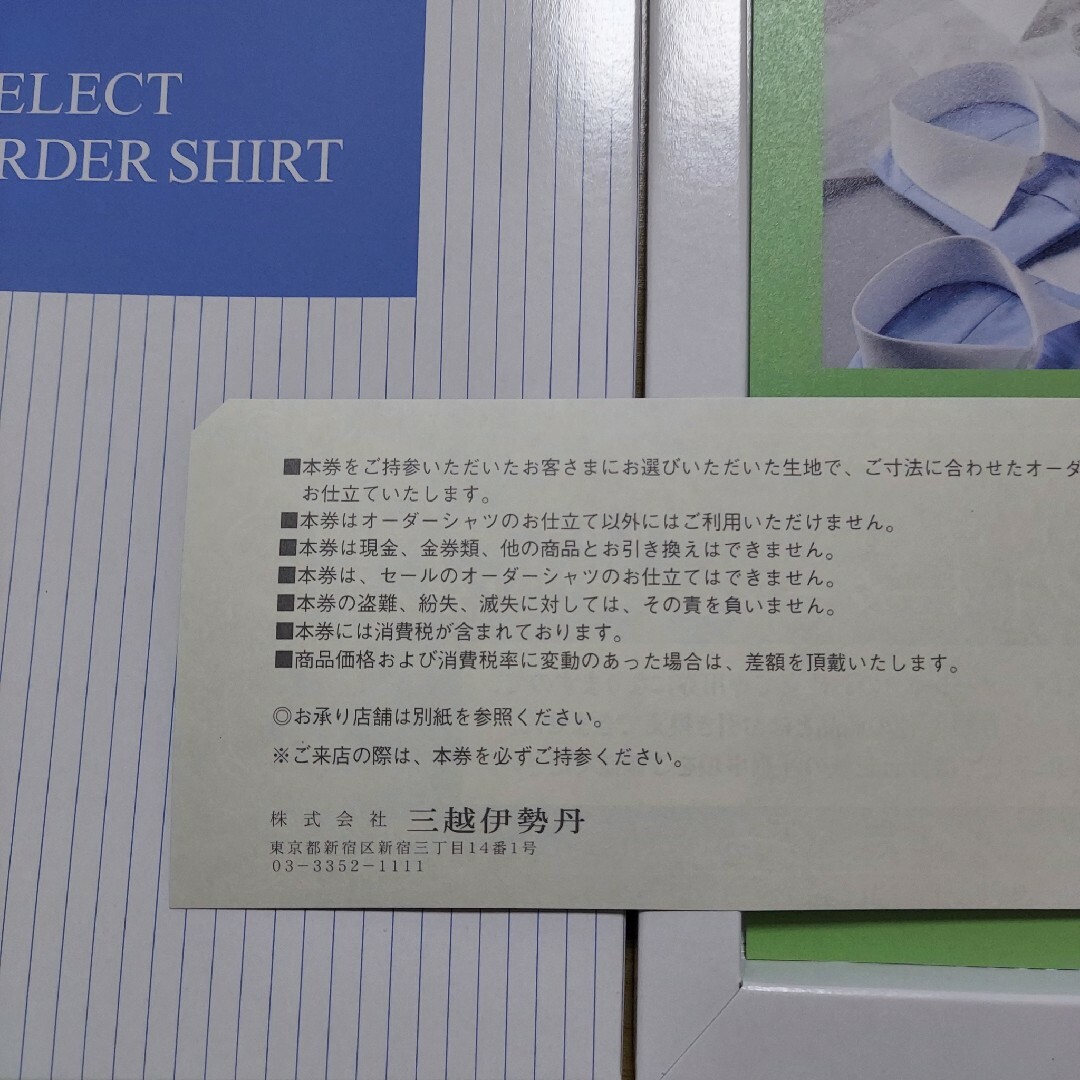 ELECT
RDER SHIRT
■本券をご持参いただいたお客さまにお選びいただいた生地で、ご寸法に合わせたオーダ
お仕立ていたします。
■本券はオーダーシャツのお仕立て以外にはご利用いただけません。
■本券は現金、金券類、他の商品とお引き換えはできません。
■本券は、セールのオーダーシャツのお仕立てはできません。
■本券の盗難、紛失、滅失に対しては、その責を負いません。
■本券には消費税が含まれております。
■商品価格および消費税率に変動のあった場合は、差額を頂戴いたします。
◎お承り店舗は別紙を参照ください。
※ご来店の際は、本券を必ずご持参ください。
株式会社 三越伊勢丹
東京都新宿区新宿三丁目14番1号
03-3352-1111